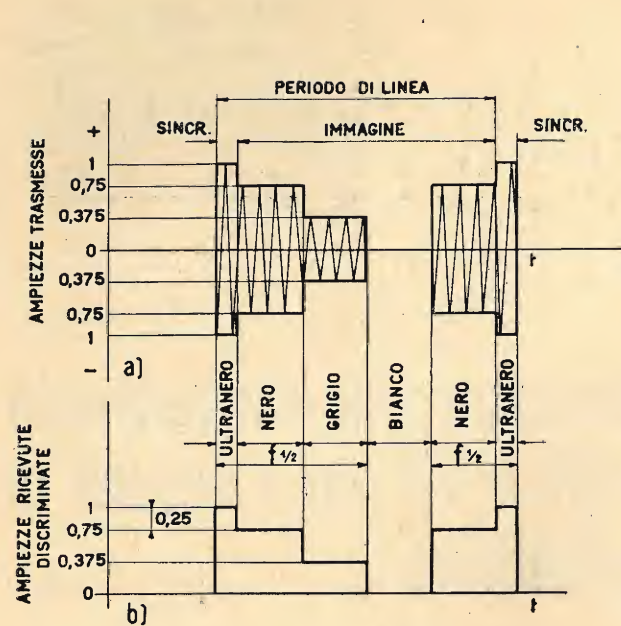 PERIODO DI LINEA
SINCR.
IMMAGINE
SINCR.
AMPIEZZE TRASMESSE
+
1
0,75
0,375
0
0,375
0,75
1
−
t
a)
ULTRANERO
NERO
GRIGIO
BIANCO
NERO
ULTRANERO
f 1/2
f 1/2
AMPIEZZE RICEVUTE
DISCRIMINATE
1
0,75
0,25
0,375
0
t
b)